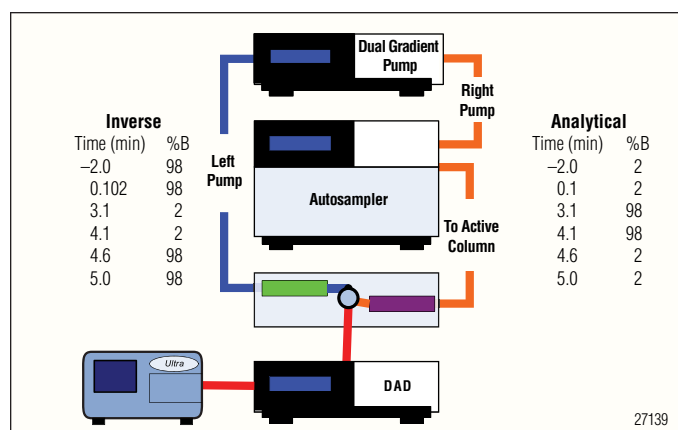 Dual Gradient
Pump
Right
Pump
Inverse
Time (min) %B
–2.0 98
0.102 98
3.1 2
4.1 2
4.6 98
5.0 98
Left
Pump
Autosampler
To Active
Column
Analytical
Time (min) %B
–2.0 2
0.1 2
3.1 98
4.1 98
4.6 2
5.0 2
Ultra
DAD
27139